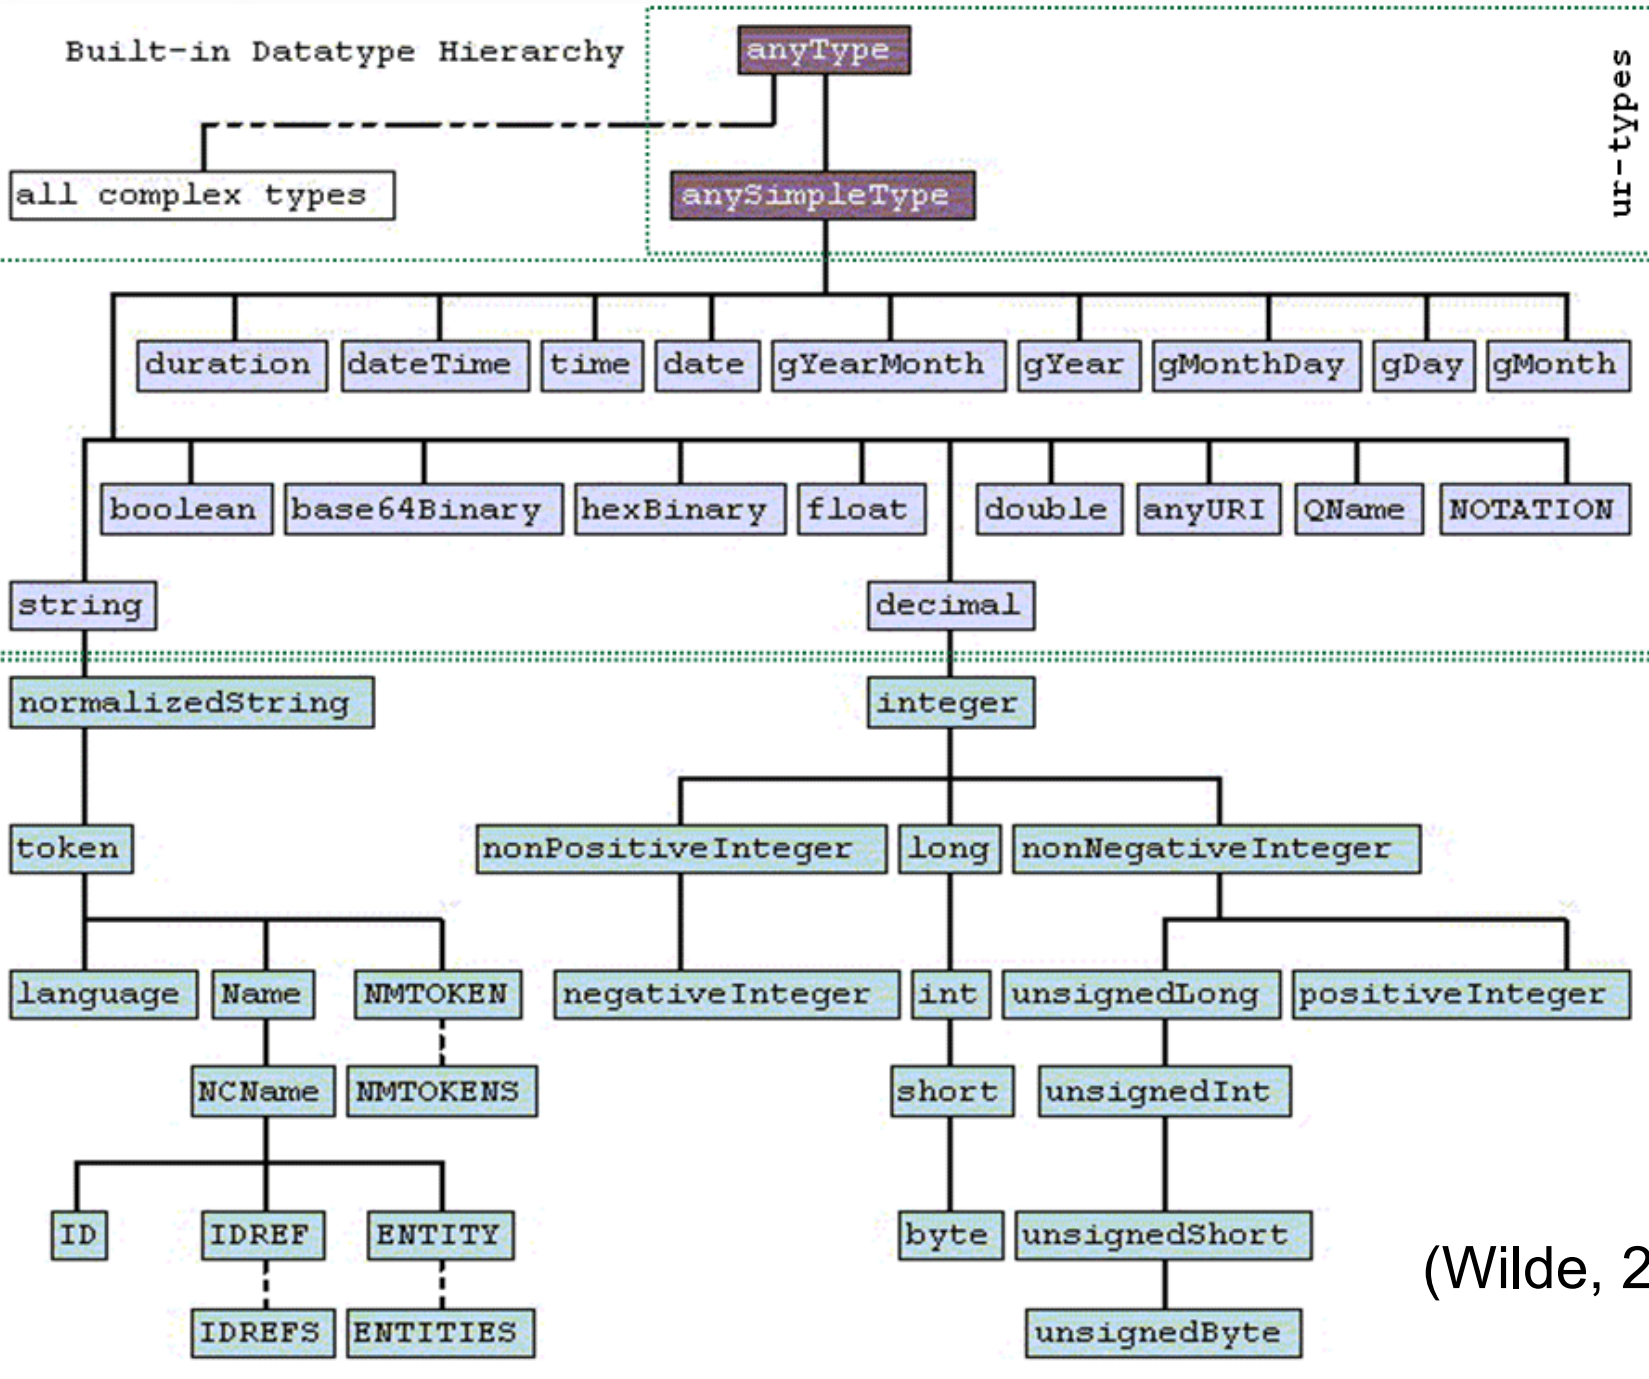 Built-in Datatype Hierarchy
anyType
ur-types
all complex types
anySimpleType
duration dateTime time date gYearMonth gYear gMonthDay gDay gMonth
boolean base64Binary hexBinary float double anyURI QName NOTATION
string decimal
normalizedString integer
token nonPositiveInteger long nonNegativeInteger
language Name NMTOKEN negativeInteger int unsignedLong positiveInteger
NCName NMTOKENS short unsignedInt
ID IDREF ENTITY byte unsignedShort
(Wilde, 2
IDREFS ENTITIES unsignedByte